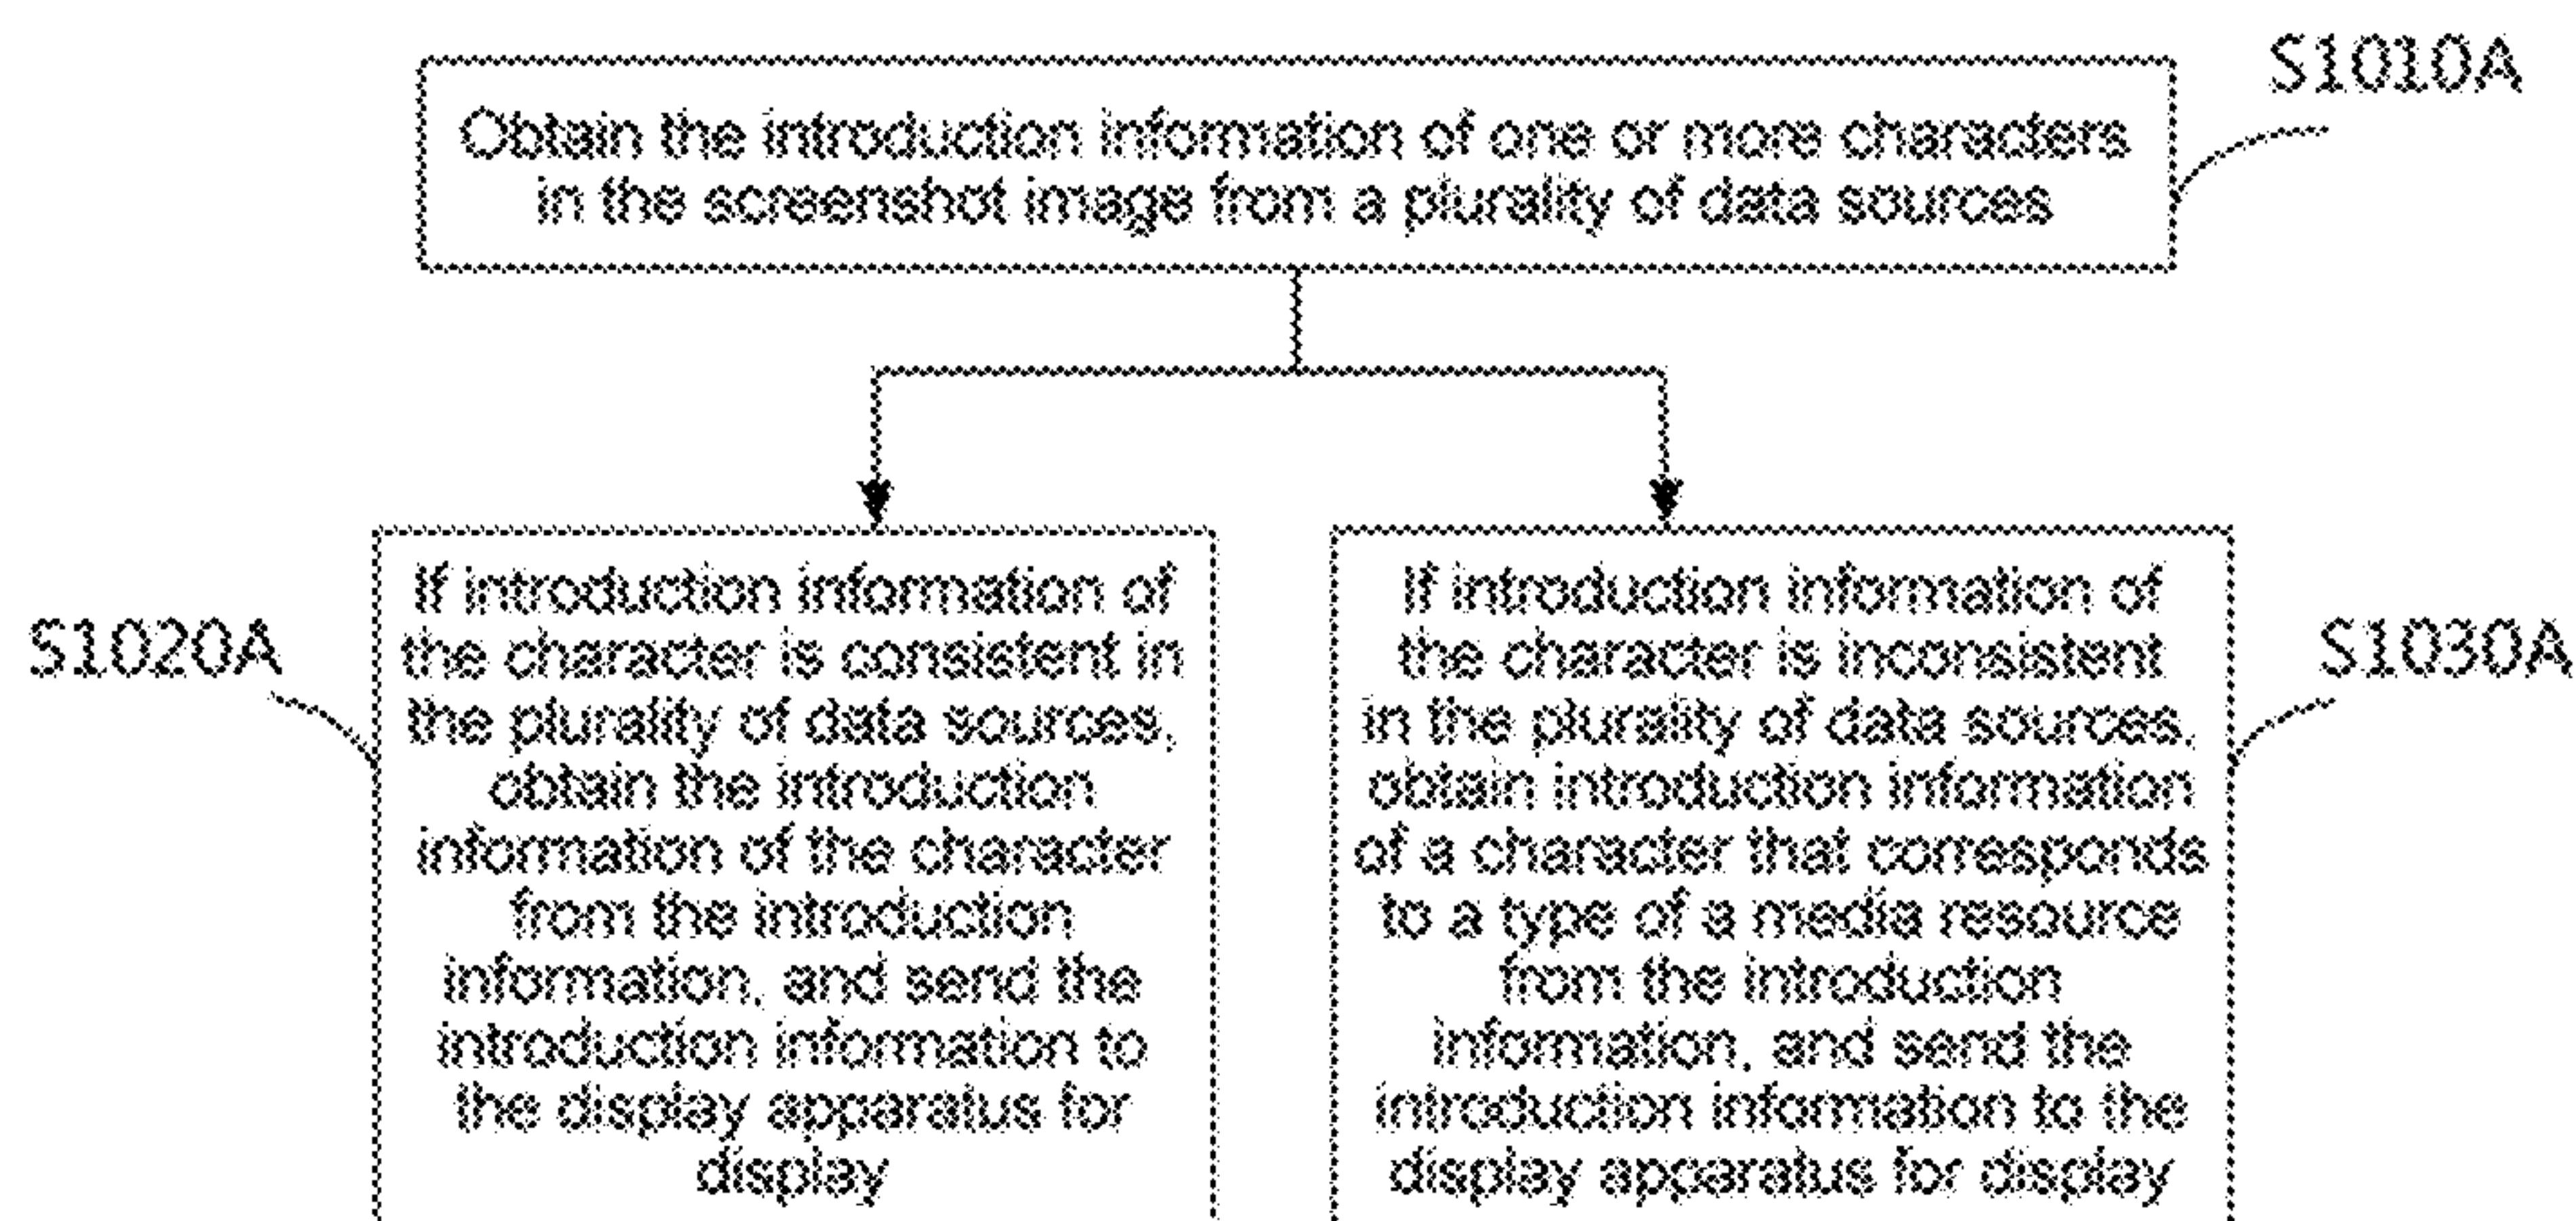 S1010A
Obtain the introduction information of one or more characters
in the screenshot image from a plurality of data sources
S1020A
If introduction information of
the character is consistent in
the plurality of data sources,
obtain the introduction
information of the character
from the introduction
information, and send the
introduction information to
the display apparatus for
display
S1030A
If introduction information of
the character is inconsistent
in the plurality of data sources,
obtain introduction information
of a character that corresponds
to a type of a media resource
from the introduction
information, and send the
introduction information to the
display apparatus for display